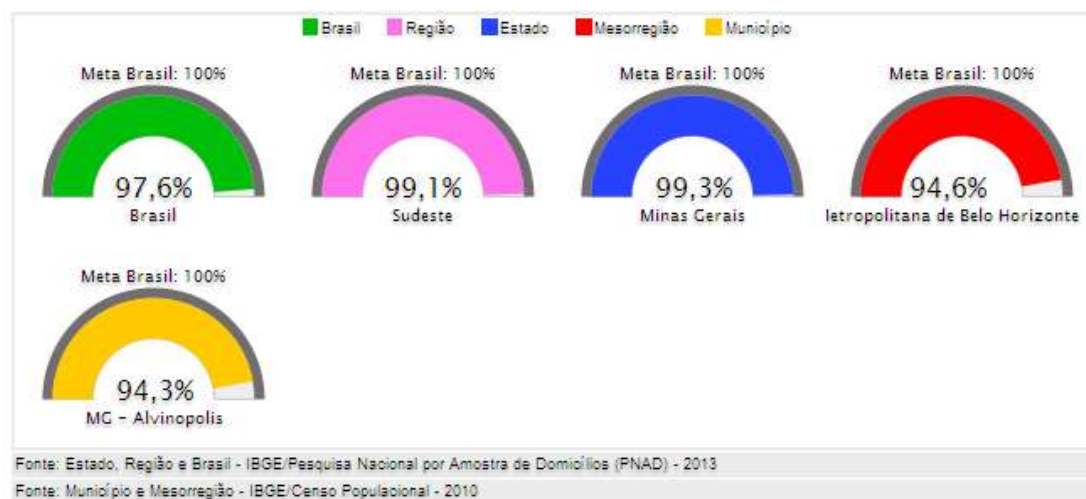 Brasil Região Estado Mesorregião Município
Meta Brasil: 100% Meta Brasil: 100% Meta Brasil: 100% Meta Brasil: 100%
97,6% 99,1% 99,3% 94,6%
Brasil Sudeste Minas Gerais letropolitana de Belo Horizonte
Meta Brasil: 100%
94,3%
MG - Alvinopolis
Fonte: Estado, Região e Brasil - IBGE/Pesquisa Nacional por Amostra de Domicílios (PNAD) - 2013
Fonte: Município e Mesorregião - IBGE/Censo Populacional - 2010